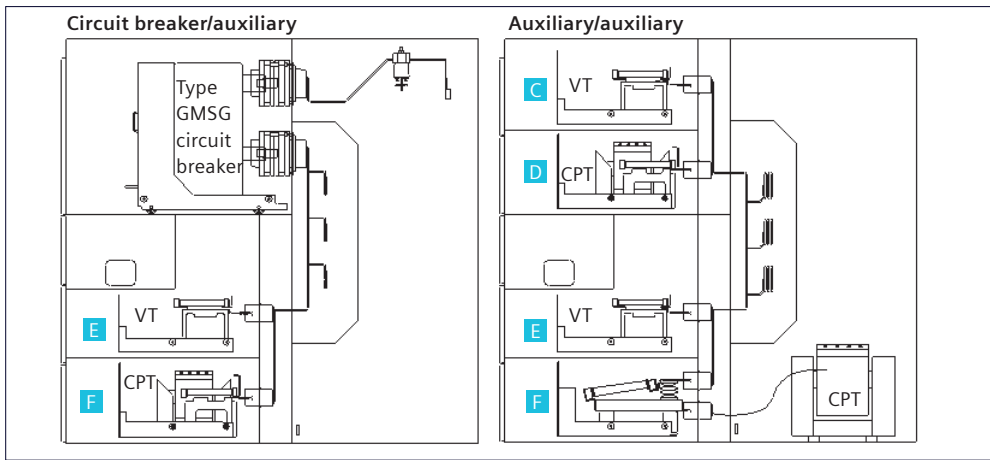 Circuit breaker/auxiliary
Type
GMSG
circuit
breaker
E
VT
F
CPT
Auxiliary/auxiliary
C
VT
D
CPT
E
VT
F
CPT